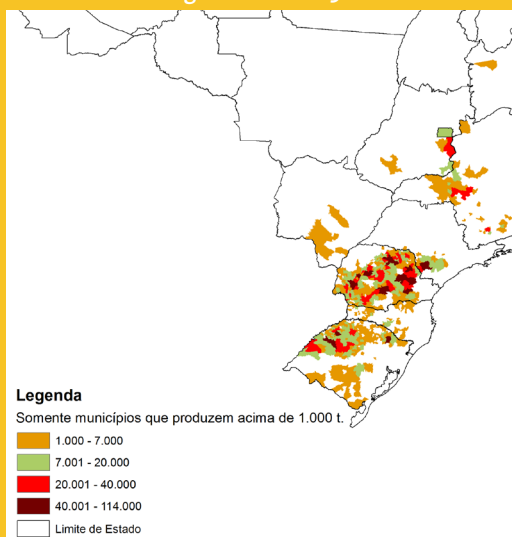 Legenda
Somente municípios que produzem acima de 1.000 t.
1.000 - 7.000
7.001 - 20.000
20.001 - 40.000
40.001 - 114.000
Limite de Estado